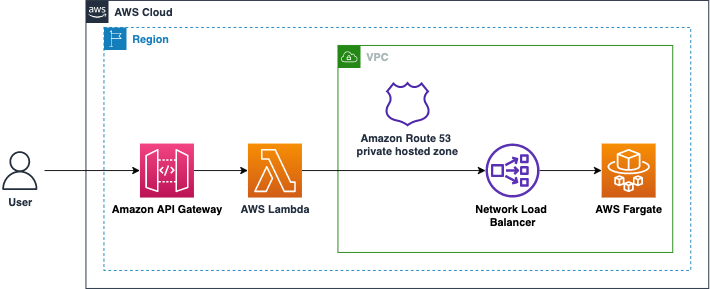 aws
AWS Cloud
Region
VPC
Amazon Route 53
private hosted zone
User
Amazon API Gateway
AWS Lambda
Network Load
Balancer
AWS Fargate